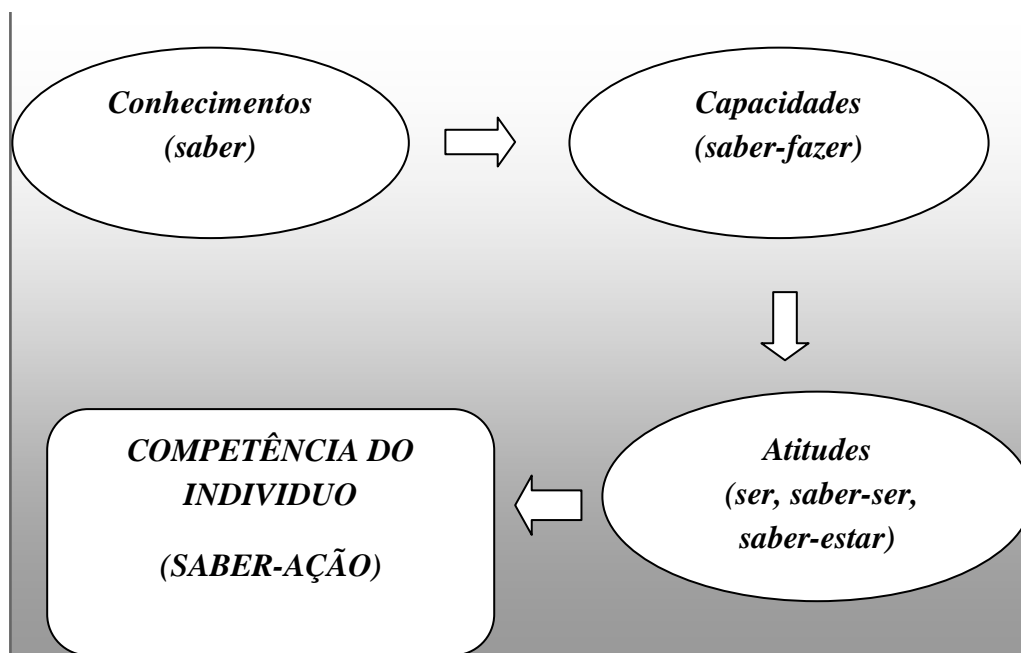 Conhecimentos
(saber)
Capacidades
(saber-fazer)
Atitudes
(ser, saber-ser,
saber-estar)
COMPETÊNCIA DO
INDIVIDUO
(SABER-AÇÃO)